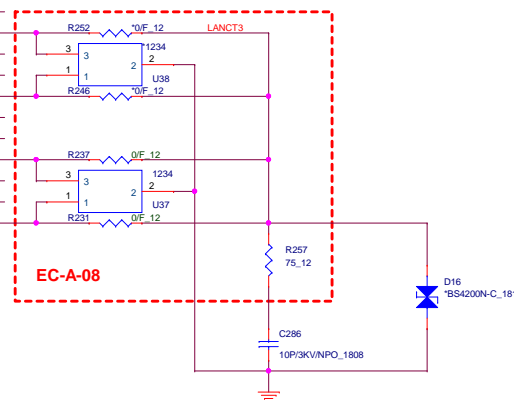 R252 *0/F_12 LANCT3
3 3 *1234
2 2
1 1
U38
R246 *0/F_12
R237 0/F_12
3 3 1234
2 2
1 1
U37
R231 0/F_12
R257
75_12
EC-A-08
D16
*BS4200N-C_181
C286
10P/3KV/NPO_1808